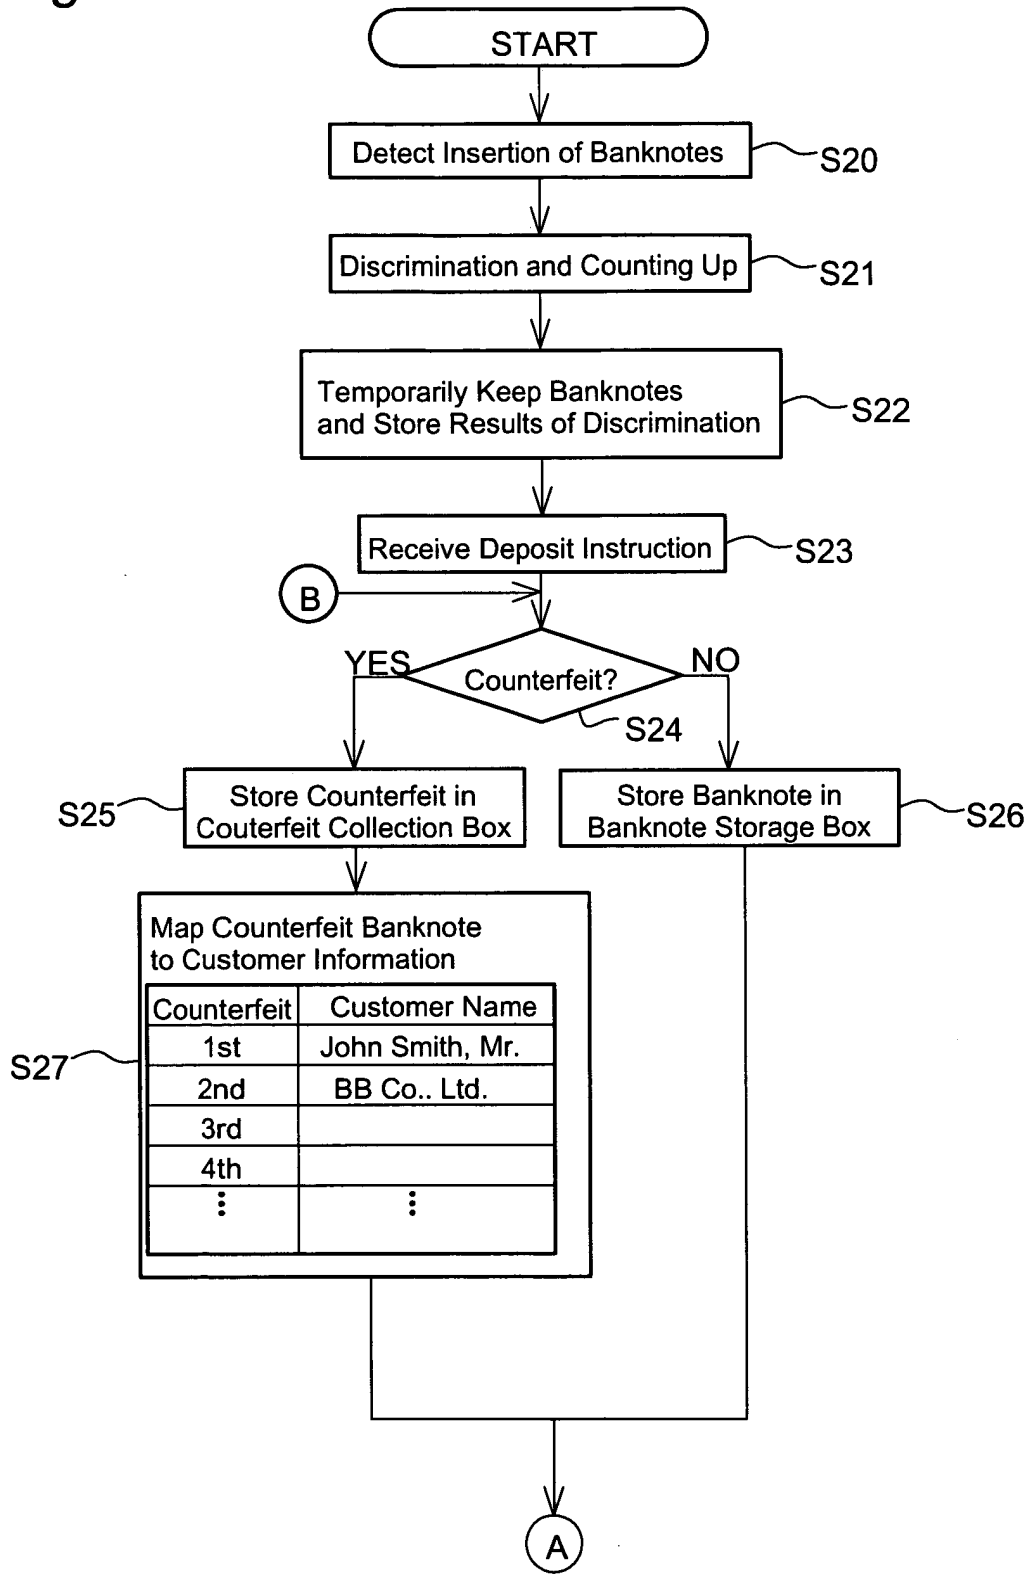 START
Detect Insertion of Banknotes
S20
Discrimination and Counting Up
S21
Temporarily Keep Banknotes
and Store Results of Discrimination
S22
Receive Deposit Instruction
S23
B
YES
Counterfeit?
NO
S24
Store Counterfeit in
Couterfeit Collection Box
S25
Store Banknote in
Banknote Storage Box
S26
Map Counterfeit Banknote
to Customer Information
Counterfeit Customer Name
1st John Smith, Mr.
2nd BB Co.. Ltd.
3rd
4th
S27
A